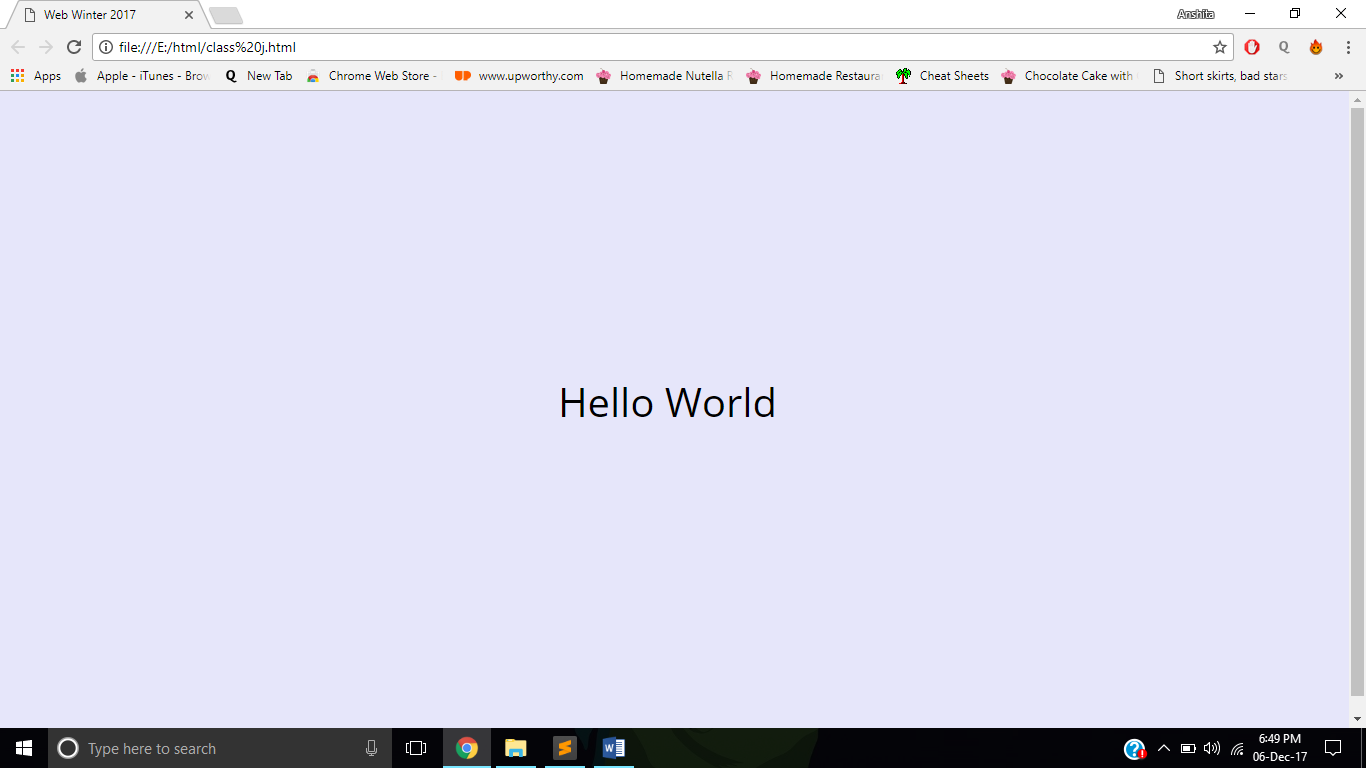 Web Winter 2017
Anshita
file:///E:/html/class%20j.html
Apps Apple - iTunes - Brow New Tab Chrome Web Store - www.upworthy.com Homemade Nutella R Homemade Restaura Cheat Sheets Chocolate Cake with Short skirts, bad stars »
Hello World
Type here to search
6:49 PM
06-Dec-17